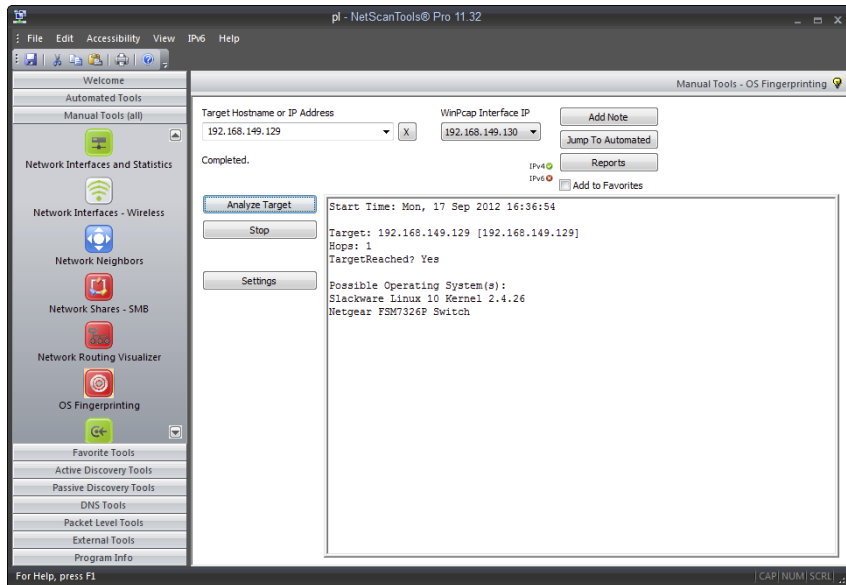 pl - NetScanTools® Pro 11.32
File Edit Accessibility View IPv6 Help
Welcome
Automated Tools
Manual Tools (all)
Network Interfaces and Statistics
Network Interfaces - Wireless
Network Neighbors
Network Shares - SMB
Network Routing Visualizer
OS Fingerprinting
Favorite Tools
Active Discovery Tools
Passive Discovery Tools
DNS Tools
Packet Level Tools
External Tools
Program Info
Manual Tools - OS Fingerprinting
Target Hostname or IP Address
192.168.149.129
X
WinPcap Interface IP
192.168.149.130
Add Note
Jump To Automated
Reports
Completed.
IPv4
IPv6
Add to Favorites
Analyze Target
Stop
Settings
Start Time: Mon, 17 Sep 2012 16:36:54
Target: 192.168.149.129 [192.168.149.129]
Hops: 1
TargetReached? Yes
Possible Operating System(s):
Slackware Linux 10 Kernel 2.4.26
Netgear FSM7326P Switch
For Help, press F1
CAP NUM SCRL